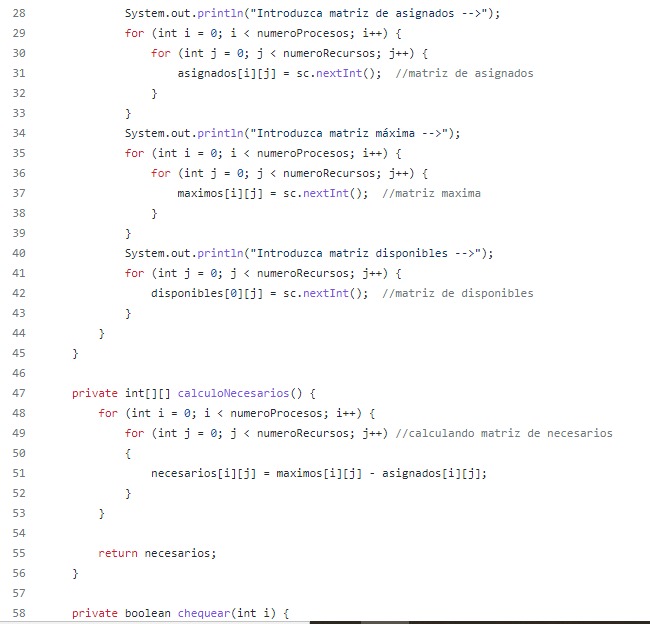 28 System.out.println("Introduzca matriz de asignados -->");
29 for (int i = 0; i < numeroProcesos; i++) {
30 for (int j = 0; j < numeroRecursos; j++) {
31 asignados[i][j] = sc.nextInt(); //matriz de asignados
32 }
33 }
34 System.out.println("Introduzca matriz máxima -->");
35 for (int i = 0; i < numeroProcesos; i++) {
36 for (int j = 0; j < numeroRecursos; j++) {
37 maximos[i][j] = sc.nextInt(); //matriz maxima
38 }
39 }
40 System.out.println("Introduzca matriz disponibles -->");
41 for (int j = 0; j < numeroRecursos; j++) {
42 disponibles[0][j] = sc.nextInt(); //matriz de disponibles
43 }
44 }
45 }
46
47 private int[][] calculoNecesarios() {
48 for (int i = 0; i < numeroProcesos; i++) {
49 for (int j = 0; j < numeroRecursos; j++) //calculando matriz de necesarios
50 {
51 necesarios[i][j] = maximos[i][j] - asignados[i][j];
52 }
53 }
54
55 return necesarios;
56 }
57
58 private boolean chequear(int i) {